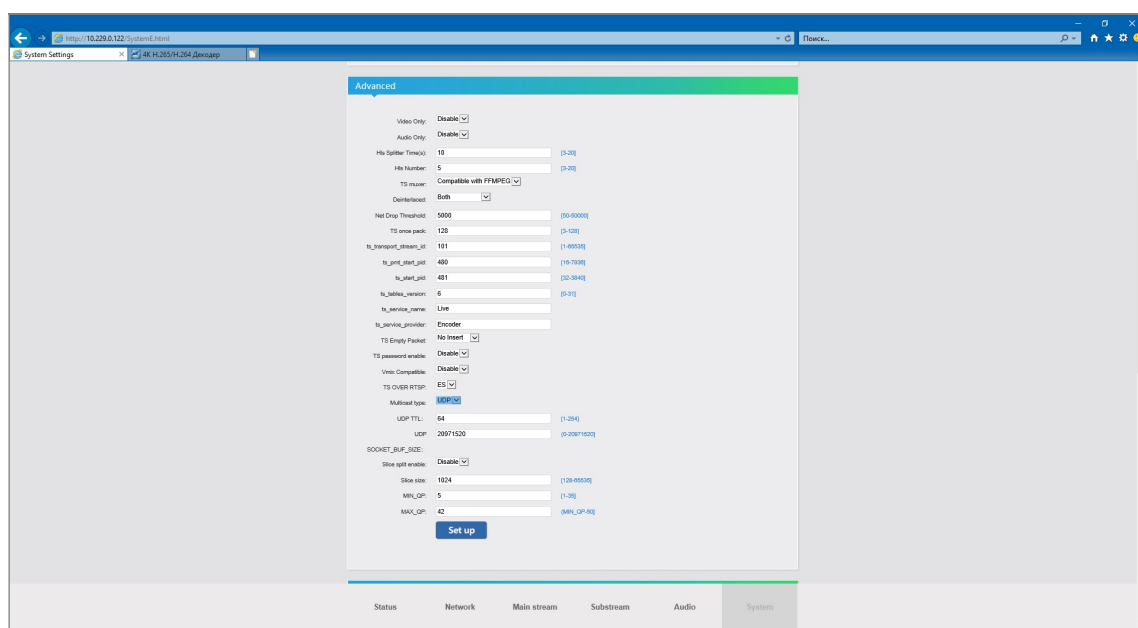 http://10.229.0.122/SystemE.html
Поиск...
System Settings
4K H.265/H.264 Декодер
Advanced
Video Only: Disable
Audio Only: Disable
Hls Splitter Time(s): 10 [3-20]
Hls Number: 5 [3-20]
TS muxer: Compatible with FFMPEG
Deinterlaced: Both
Net Drop Threshold: 5000 [50-50000]
TS once pack: 128 [3-128]
ts_transport_stream_id: 101 [1-65535]
ts_pmt_start_pid: 480 [16-7936]
ts_start_pid: 481 [32-3840]
ts_tables_version: 6 [0-31]
ts_service_name: Live
ts_service_provider: Encoder
TS Empty Packet: No Insert
TS password enable: Disable
Vmix Compatible: Disable
TS OVER RTSP: ES
Multicast type: UDP
UDP TTL: 64 [1-254]
UDP 20971520 (0-20971520]
SOCKET_BUF_SIZE:
Slice split enable: Disable
Slice size: 1024 [128-65535]
MIN_QP: 5 [1-35]
MAX_QP: 42 (MIN_QP-50]
Set up
Status Network Main stream Substream Audio System